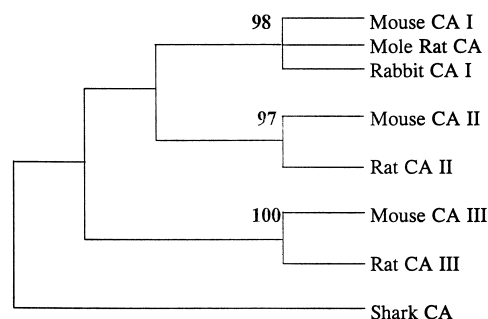 98
Mouse CA I
Mole Rat CA
Rabbit CA I
97
Mouse CA II
Rat CA II
100
Mouse CA III
Rat CA III
Shark CA